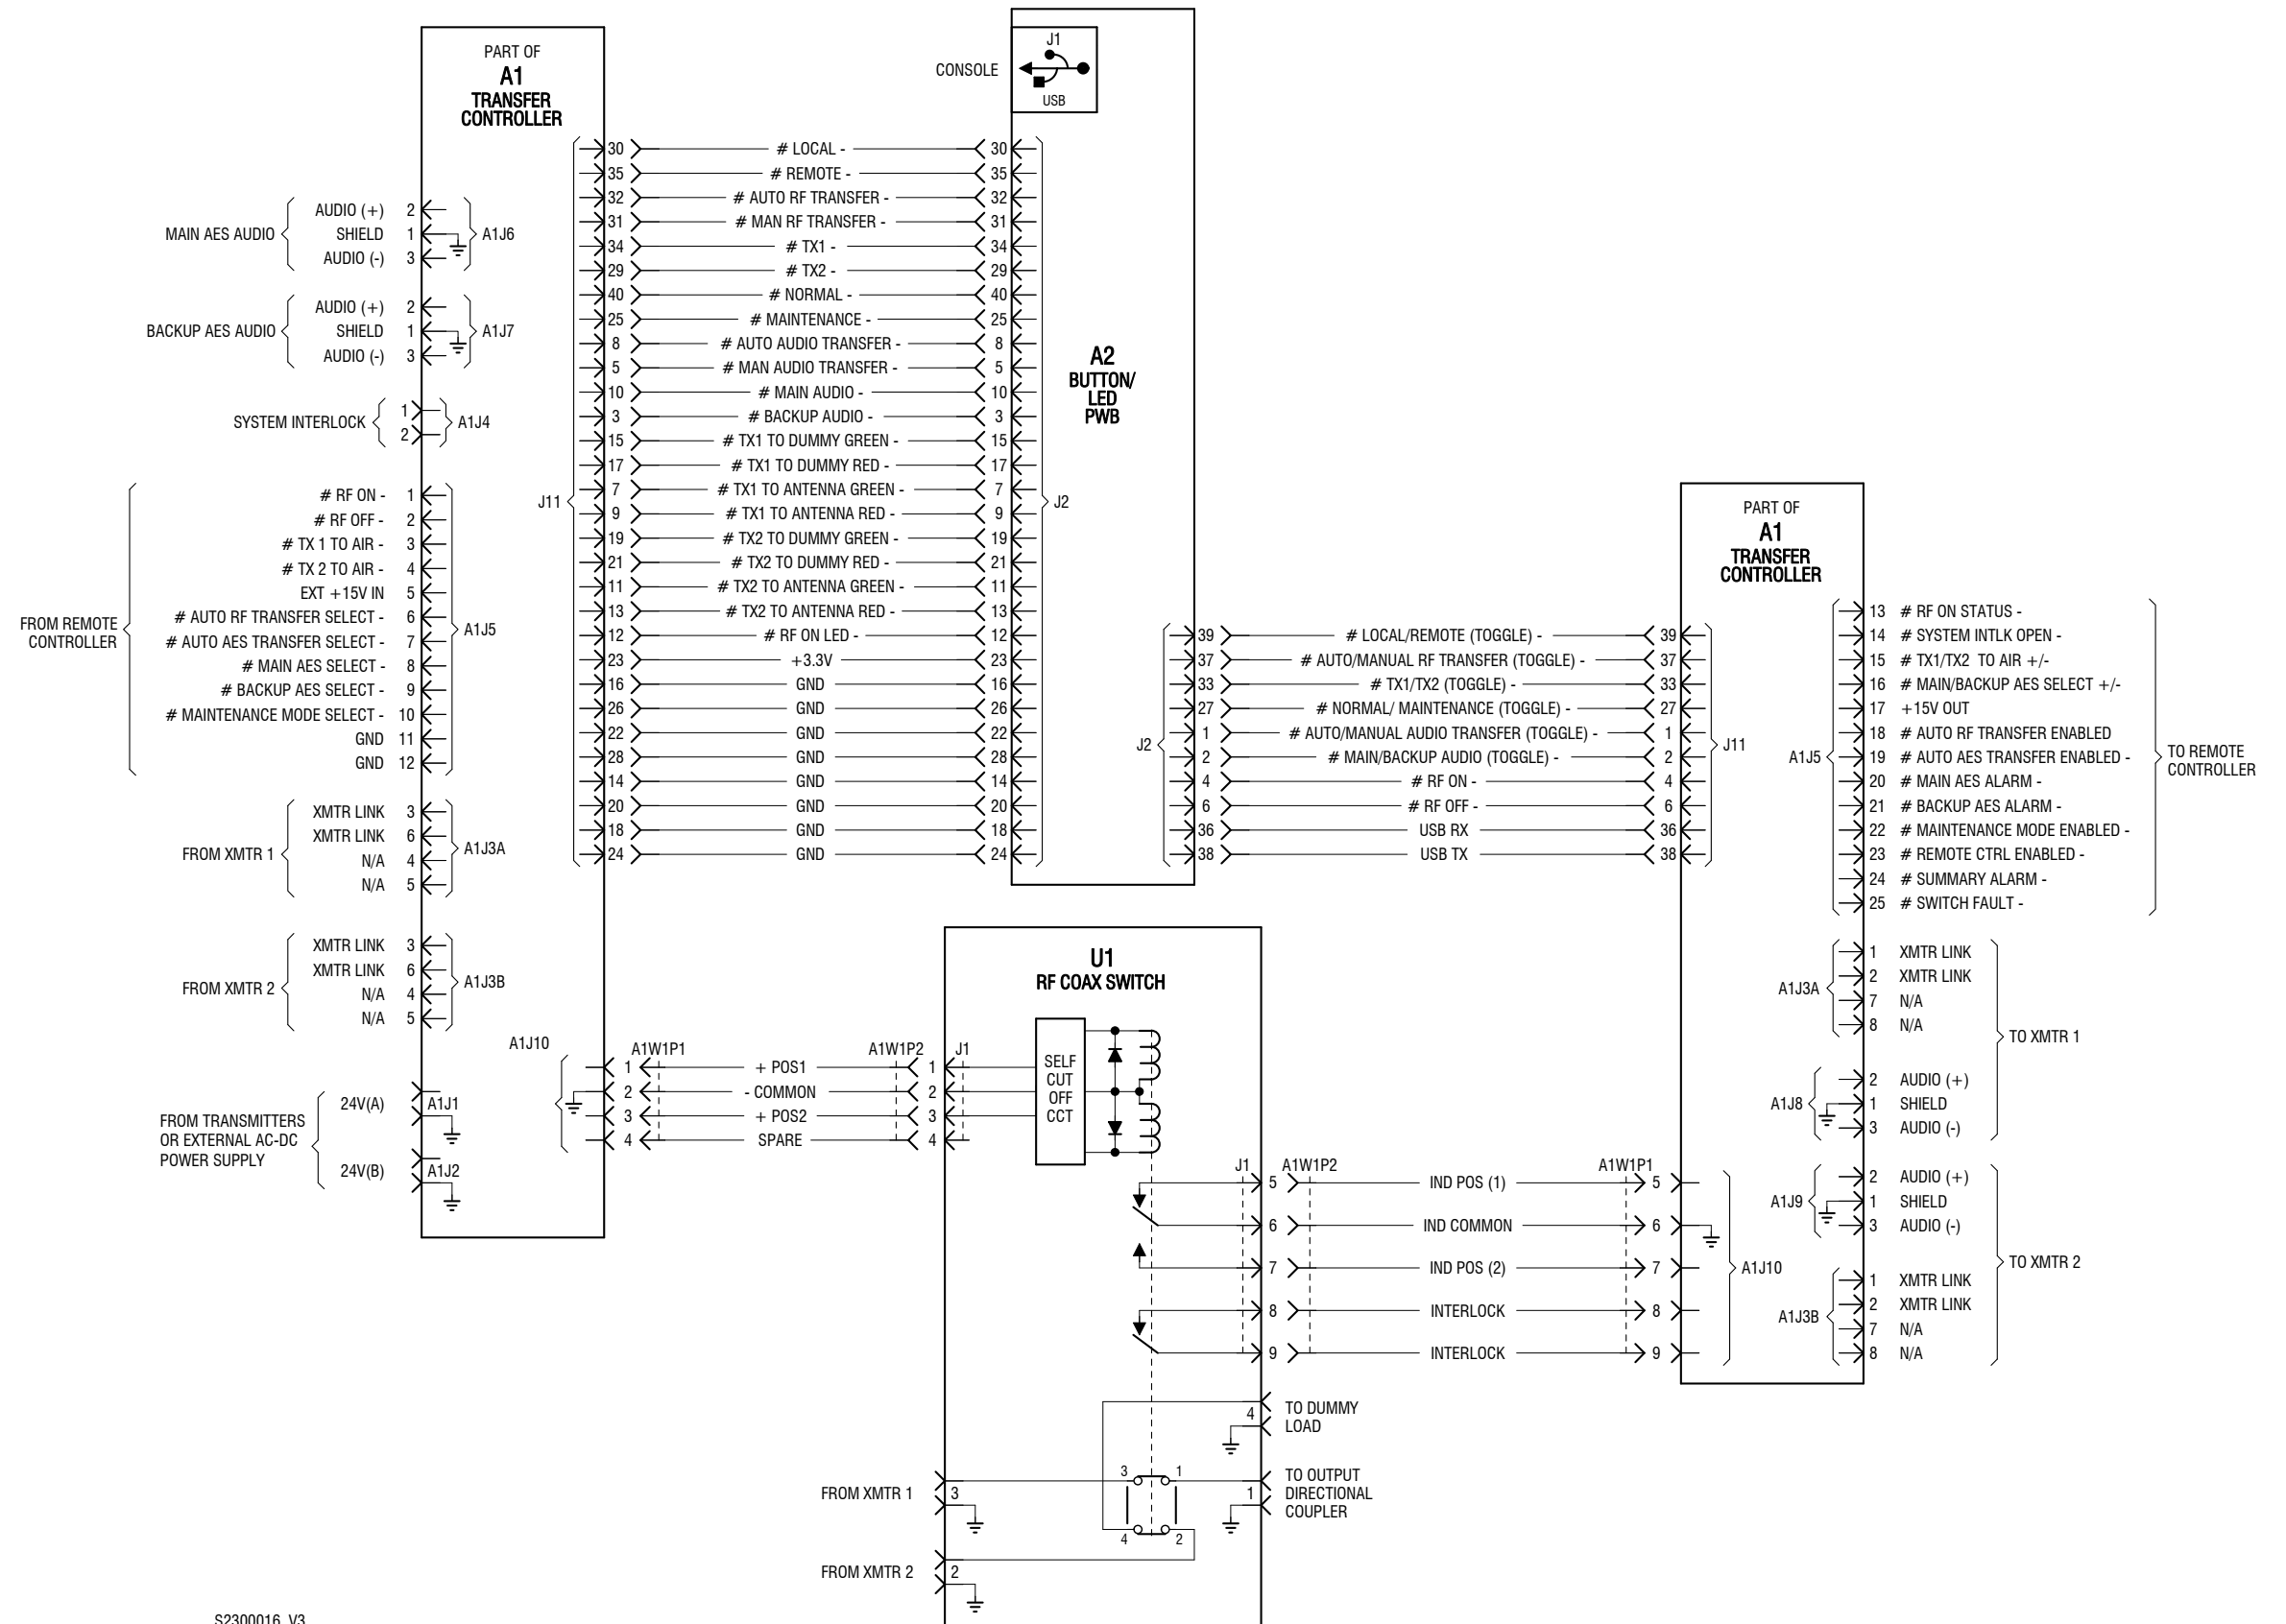 PART OF
A1
TRANSFER
CONTROLLER
MAIN AES AUDIO
AUDIO (+) 2
SHIELD 1
AUDIO (-) 3
A1J6
BACKUP AES AUDIO
AUDIO (+) 2
SHIELD 1
AUDIO (-) 3
A1J7
SYSTEM INTERLOCK
1
2
A1J4
FROM REMOTE
CONTROLLER
# RF ON - 1
# RF OFF - 2
# TX 1 TO AIR - 3
# TX 2 TO AIR - 4
EXT +15V IN 5
# AUTO RF TRANSFER SELECT - 6
# AUTO AES TRANSFER SELECT - 7
# MAIN AES SELECT - 8
# BACKUP AES SELECT - 9
# MAINTENANCE MODE SELECT - 10
GND 11
GND 12
A1J5
FROM XMTR 1
XMTR LINK 3
XMTR LINK 6
N/A 4
N/A 5
A1J3A
FROM XMTR 2
XMTR LINK 3
XMTR LINK 6
N/A 4
N/A 5
A1J3B
FROM TRANSMITTERS
OR EXTERNAL AC-DC
POWER SUPPLY
24V(A)
A1J1
24V(B)
A1J2
J11
30 # LOCAL - 30
35 # REMOTE - 35
32 # AUTO RF TRANSFER - 32
31 # MAN RF TRANSFER - 31
34 # TX1 - 34
29 # TX2 - 29
40 # NORMAL - 40
25 # MAINTENANCE - 25
8 # AUTO AUDIO TRANSFER - 8
5 # MAN AUDIO TRANSFER - 5
10 # MAIN AUDIO - 10
3 # BACKUP AUDIO - 3
15 # TX1 TO DUMMY GREEN - 15
17 # TX1 TO DUMMY RED - 17
7 # TX1 TO ANTENNA GREEN - 7
9 # TX1 TO ANTENNA RED - 9
19 # TX2 TO DUMMY GREEN - 19
21 # TX2 TO DUMMY RED - 21
11 # TX2 TO ANTENNA GREEN - 11
13 # TX2 TO ANTENNA RED - 13
12 # RF ON LED - 12
23 +3.3V 23
16 GND 16
26 GND 26
22 GND 22
28 GND 28
14 GND 14
20 GND 20
18 GND 18
24 GND 24
J2
CONSOLE
J1
USB
A2
BUTTON/
LED
PWB
J2
39 # LOCAL/REMOTE (TOGGLE) - 39
37 # AUTO/MANUAL RF TRANSFER (TOGGLE) - 37
33 # TX1/TX2 (TOGGLE) - 33
27 # NORMAL/ MAINTENANCE (TOGGLE) - 27
1 # AUTO/MANUAL AUDIO TRANSFER (TOGGLE) - 1
2 # MAIN/BACKUP AUDIO (TOGGLE) - 2
4 # RF ON - 4
6 # RF OFF - 6
36 USB RX 36
38 USB TX 38
J11
PART OF
A1
TRANSFER
CONTROLLER
A1J5
13 # RF ON STATUS -
14 # SYSTEM INTLK OPEN -
15 # TX1/TX2 TO AIR +/-
16 # MAIN/BACKUP AES SELECT +/-
17 +15V OUT
18 # AUTO RF TRANSFER ENABLED
19 # AUTO AES TRANSFER ENABLED -
20 # MAIN AES ALARM -
21 # BACKUP AES ALARM -
22 # MAINTENANCE MODE ENABLED -
23 # REMOTE CTRL ENABLED -
24 # SUMMARY ALARM -
25 # SWITCH FAULT -
TO REMOTE
CONTROLLER
A1J3A
1 XMTR LINK
2 XMTR LINK
7 N/A
8 N/A
TO XMTR 1
A1J8
2 AUDIO (+)
1 SHIELD
3 AUDIO (-)
A1J9
2 AUDIO (+)
1 SHIELD
3 AUDIO (-)
TO XMTR 2
A1J3B
1 XMTR LINK
2 XMTR LINK
7 N/A
8 N/A
A1J10
A1W1P1 A1W1P2 J1
1 + POS1 1
2 - COMMON 2
3 + POS2 3
4 SPARE 4
U1
RF COAX SWITCH
SELF
CUT
OFF
CCT
J1 A1W1P2 A1W1P1
5 IND POS (1) 5
6 IND COMMON 6
7 IND POS (2) 7
8 INTERLOCK 8
9 INTERLOCK 9
A1J10
4
TO DUMMY
LOAD
1
TO OUTPUT
DIRECTIONAL
COUPLER
3 1
4 2
FROM XMTR 1
3
FROM XMTR 2
2
S2300016 V3